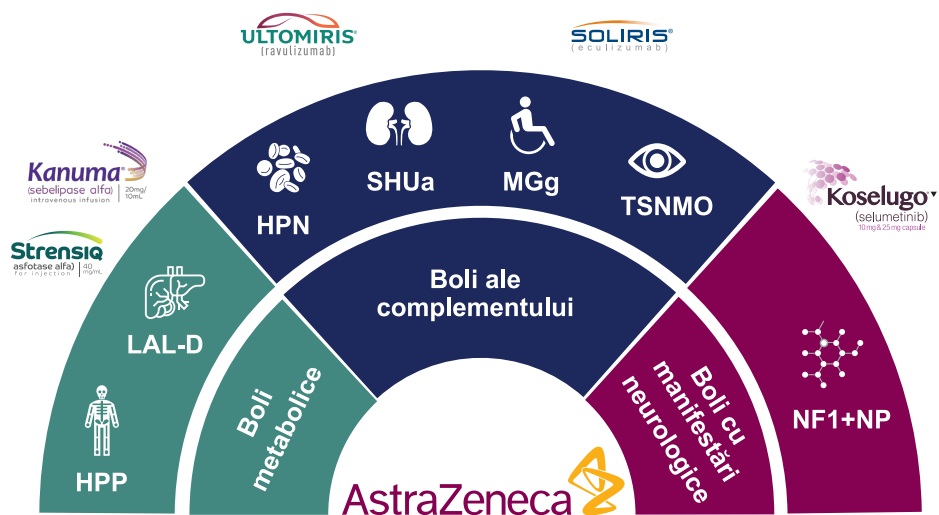 ULTOMIRIS®
(ravulizumab)
SOLIRIS®
(eculizumab)
Kanuma®
(sebelipase alfa)
intravenous infusion
20mg/
10mL
Strensiq
asfotase alfa)
for injection
40
mg/mL
Koselugo
(selumetinib)
10 mg & 25 mg capsule
HPN
SHUa
MGg
TSNMO
LAL-D
HPP
NF1+NP
Boli ale
complementului
Boli
metabolice
Boli cu
manifestări
neurologice
AstraZeneca